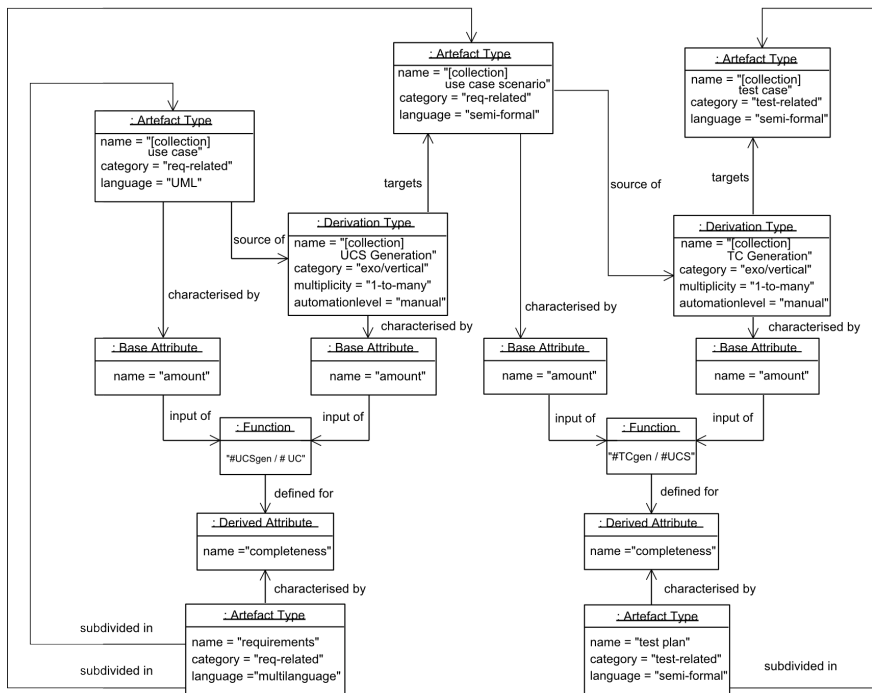 : Artefact Type
name = "[collection]
use case scenario"
category = "req-related"
language = "semi-formal"
: Artefact Type
name = "[collection]
test case"
category = "test-related"
language = "semi-formal"
: Artefact Type
name = "[collection]
use case"
category = "req-related"
language = "UML"
targets
source of
targets
source of
: Derivation Type
name = "[collection]
UCS Generation"
category = "exo/vertical"
multiplicity = "1-to-many"
automationlevel = "manual"
: Derivation Type
name = "[collection]
TC Generation"
category = "exo/vertical"
multiplicity = "1-to-many"
automationlevel = "manual"
characterised by
characterised by
characterised by
characterised by
: Base Attribute
name = "amount"
: Base Attribute
name = "amount"
: Base Attribute
name = "amount"
: Base Attribute
name = "amount"
input of
input of
input of
input of
: Function
"#UCSgen / # UC"
: Function
"#TCgen / #UCS"
defined for
defined for
: Derived Attribute
name ="completeness"
: Derived Attribute
name ="completeness"
characterised by
characterised by
: Artefact Type
name = "requirements"
category = "req-related"
language ="multilanguage"
: Artefact Type
name = "test plan"
category = "test-related"
language = "semi-formal"
subdivided in
subdivided in
subdivided in